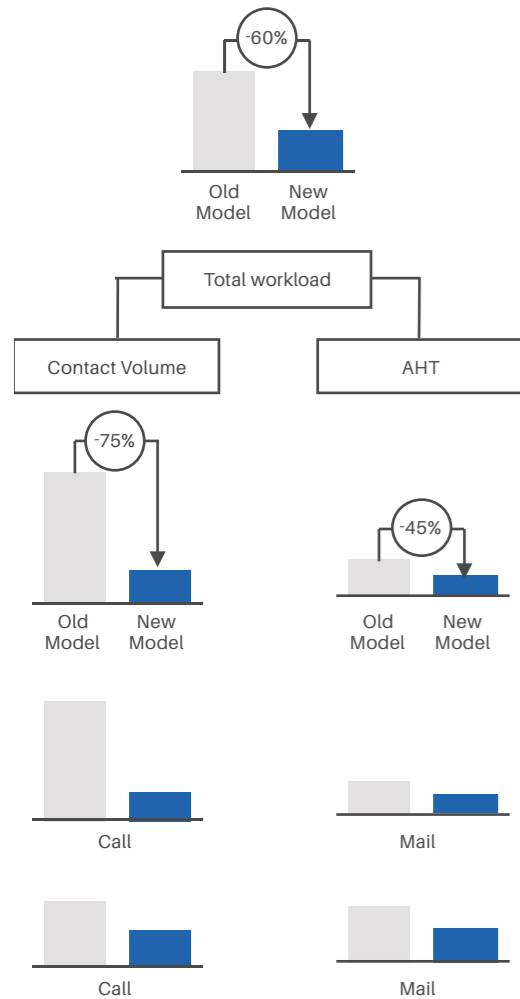 -60%
Old New
Model Model
Total workload
Contact Volume AHT
-75%
-45%
Old New
Model Model
Old New
Model Model
Call Mail
Call Mail